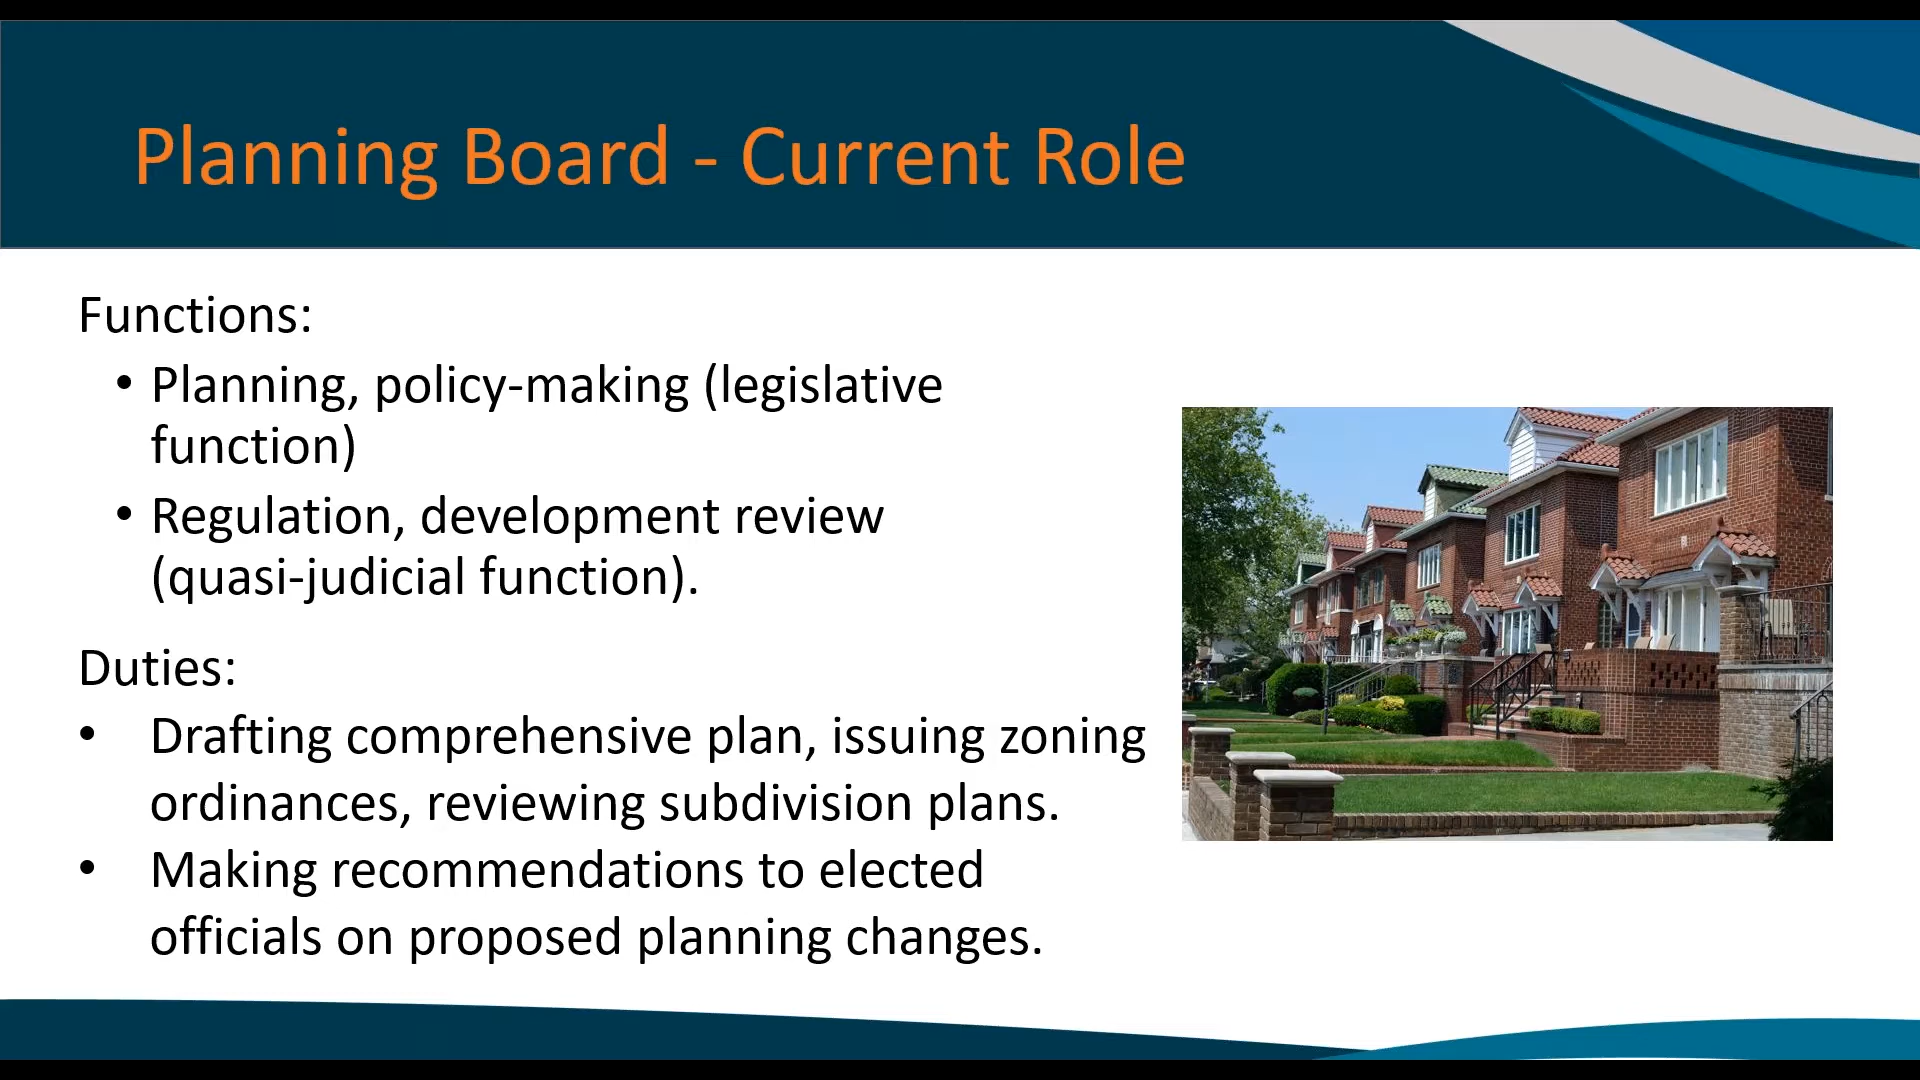 Planning Board - Current Role
Functions:
• Planning, policy-making (legislative
function)
• Regulation, development review
(quasi-judicial function).
Duties:
• Drafting comprehensive plan, issuing zoning
ordinances, reviewing subdivision plans.
• Making recommendations to elected
officials on proposed planning changes.